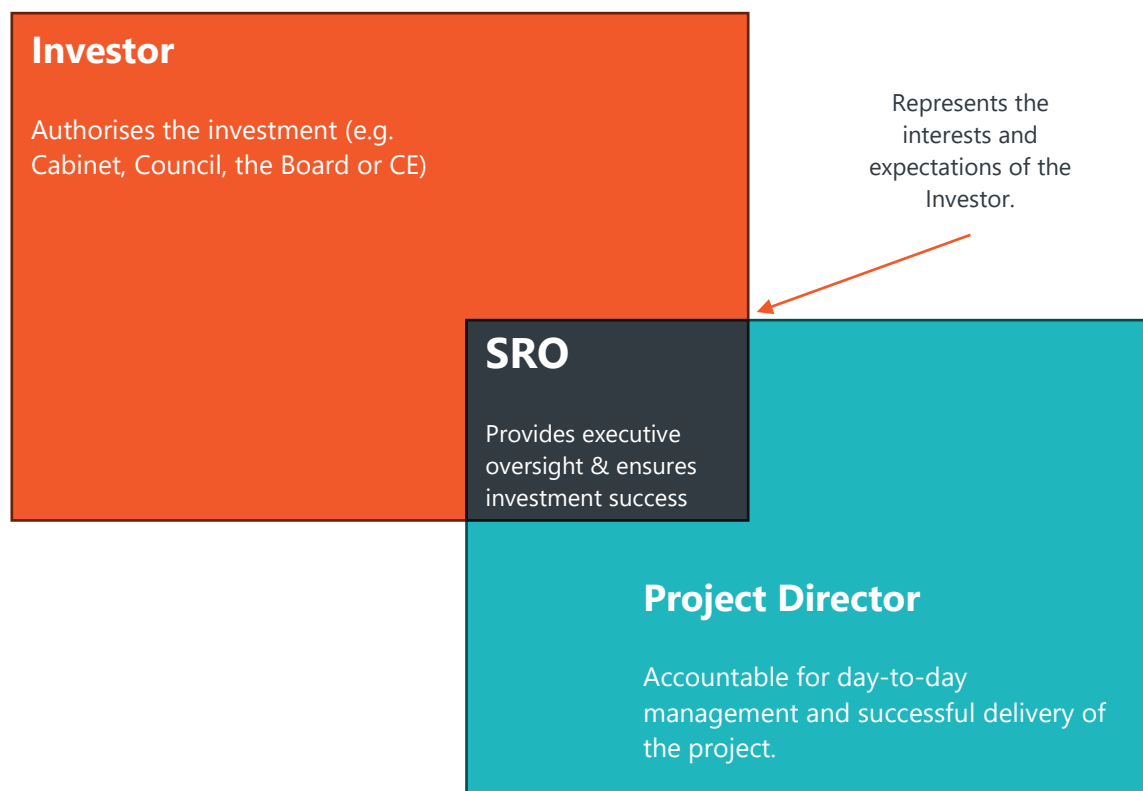 Investor
Authorises the investment (e.g.
Cabinet, Council, the Board or CE)
Represents the
interests and
expectations of the
Investor.
SRO
Provides executive
oversight & ensures
investment success
Project Director
Accountable for day-to-day
management and successful delivery of
the project.